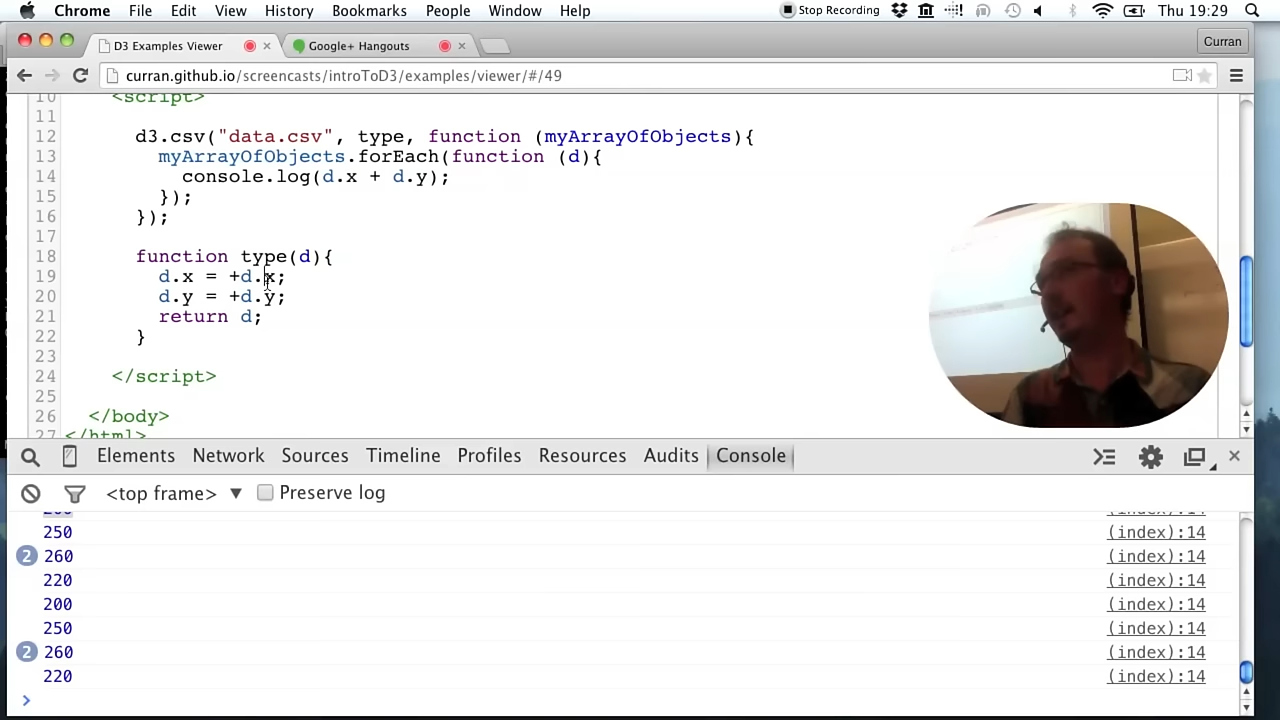 Chrome File Edit View History Bookmarks People Window Help Stop Recording Thu 19:29
D3 Examples Viewer × Google+ Hangouts × Curran
curran.github.io/screencasts/introToD3/examples/viewer/#/49
10 <script>
11
12 d3.csv("data.csv", type, function (myArrayOfObjects){
13 myArrayOfObjects.forEach(function (d){
14 console.log(d.x + d.y);
15 });
16 });
17
18 function type(d){
19 d.x = +d.x;
20 d.y = +d.y;
21 return d;
22 }
23
24 </script>
25
26 </body>
27 </html>
Elements Network Sources Timeline Profiles Resources Audits Console ×
<top frame> ▼ Preserve log
200 (index):14
250 (index):14
2 260 (index):14
220 (index):14
200 (index):14
250 (index):14
2 260 (index):14
220 (index):14
>